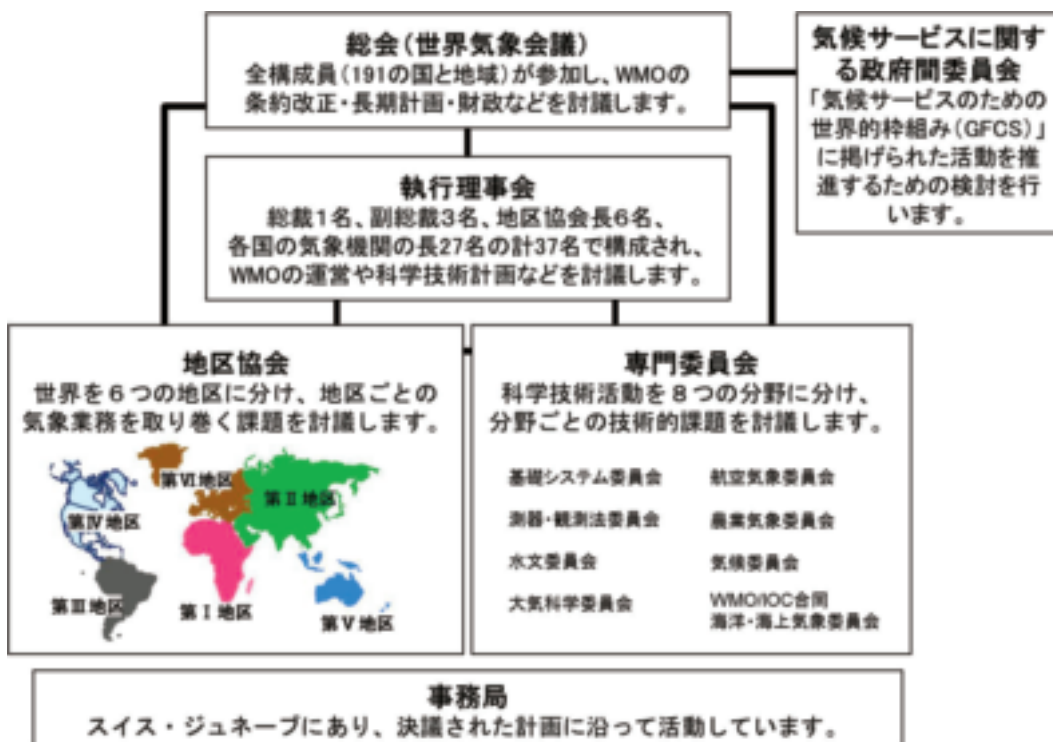 総会（世界気象会議）
全構成員（191の国と地域）が参加し、WMOの
条約改正・長期計画・財政などを討議します。
気候サービスに関す
る政府間委員会
「気候サービスのための
世界的枠組み（GFCS）」
に掲げられた活動を推
進するための検討を行
います。
執行理事会
総裁1名、副総裁3名、地区協会長6名、
各国の気象機関の長27名の計37名で構成され、
WMOの運営や科学技術計画などを討議します。
地区協会
世界を６つの地区に分け、地区ごとの
気象業務を取り巻く課題を討議します。
第Ⅵ地区
第Ⅱ地区
第Ⅳ地区
第Ⅲ地区
第Ⅰ地区
第Ⅴ地区
専門委員会
科学技術活動を８つの分野に分け、
分野ごとの技術的課題を討議します。
基礎システム委員会
航空気象委員会
測器・観測法委員会
農業気象委員会
水文委員会
気候委員会
大気科学委員会
WMO/IOC合同
海洋・海上気象委員会
事務局
スイス・ジュネーブにあり、決議された計画に沿って活動しています。